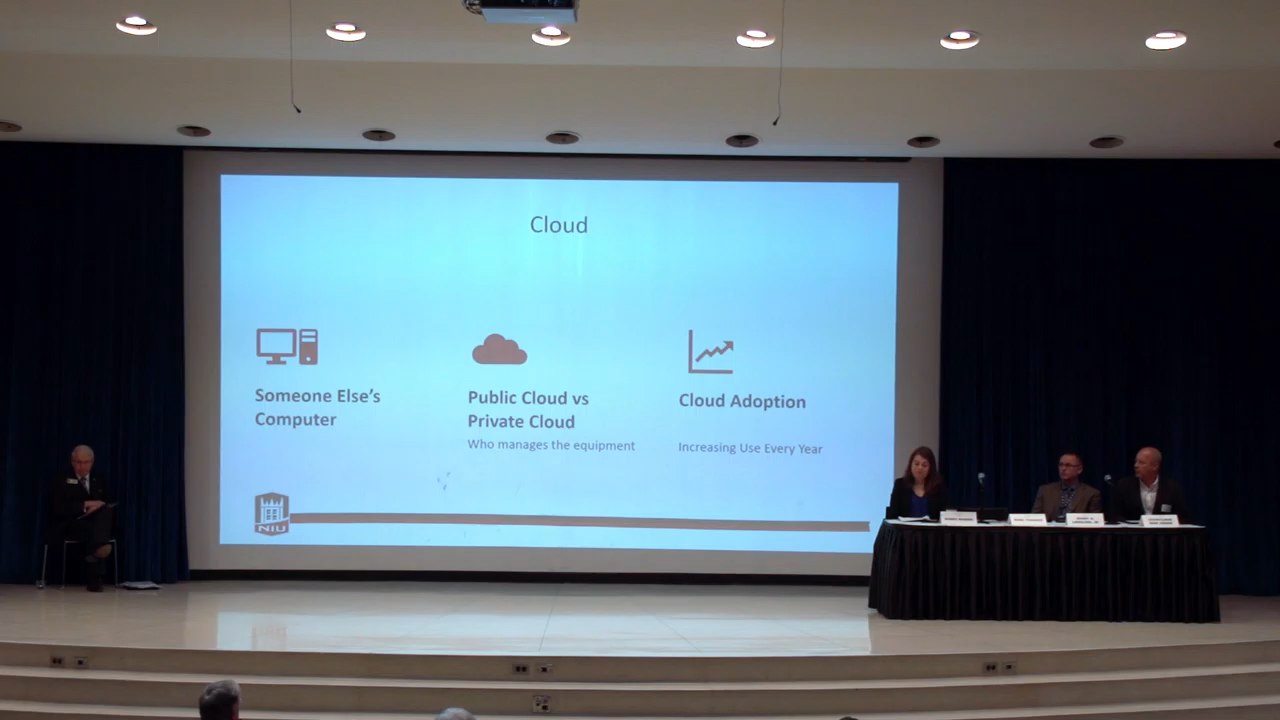 Cloud
Someone Else's
Computer
Public Cloud vs
Private Cloud
Who manages the equipment
Cloud Adoption
Increasing Use Every Year
NIU